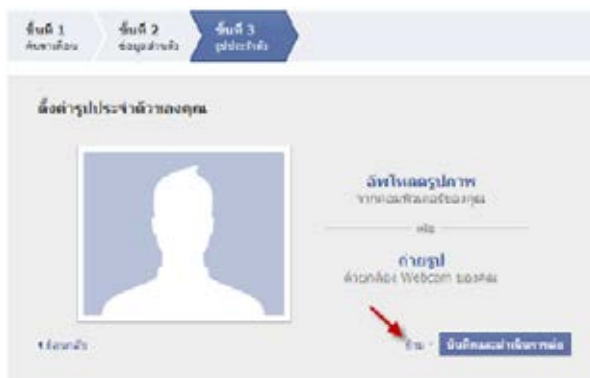 ขั้นที่ 1
ค้นหาเพื่อน
ขั้นที่ 2
ข้อมูลส่วนตัว
ขั้นที่ 3
รูปประจำตัว
ตั้งค่ารูปประจำตัวของคุณ
อัพโหลดรูปภาพ
จากคอมพิวเตอร์ของคุณ
หรือ
ถ่ายรูป
ด้วยกล้อง Webcam ของคุณ
ย้อนกลับ
ข้าม · บันทึกและดำเนินการต่อ